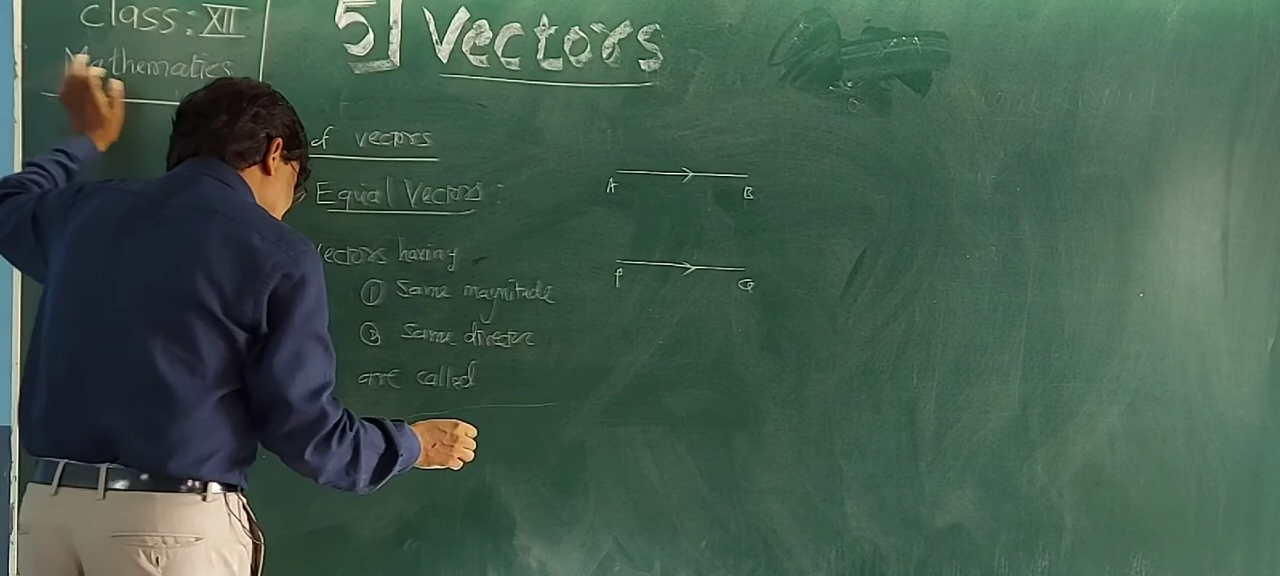 Class: XII
Mathematics
5] Vectors
of vectors
Equal Vectors:
Vectors having
① Same magnitude
② Same direction
are called
A B
P Q